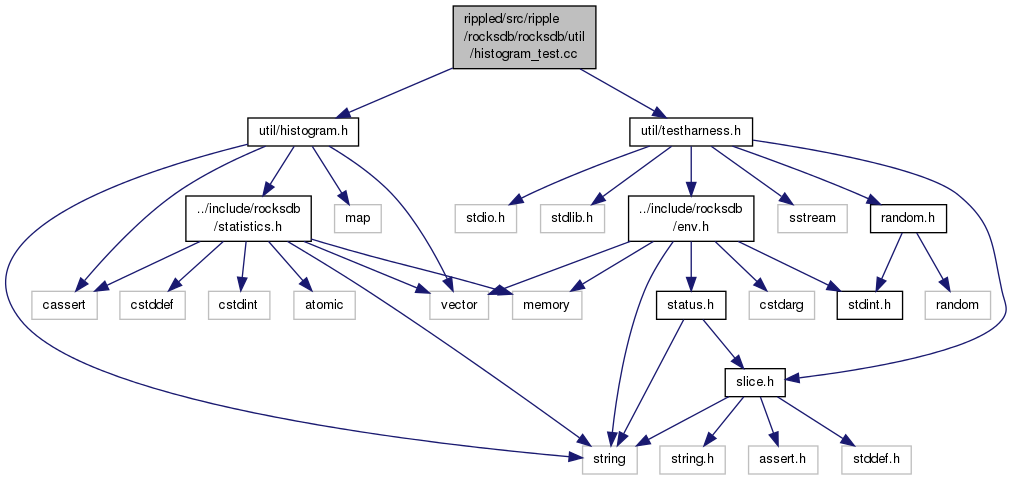 rippled/src/ripple
/rocksdb/rocksdb/util
/histogram_test.cc
util/histogram.h
util/testharness.h
../include/rocksdb
/statistics.h
map
stdio.h
stdlib.h
../include/rocksdb
/env.h
sstream
random.h
cassert
cstddef
cstdint
atomic
vector
memory
status.h
cstdarg
stdint.h
random
slice.h
string
string.h
assert.h
stddef.h